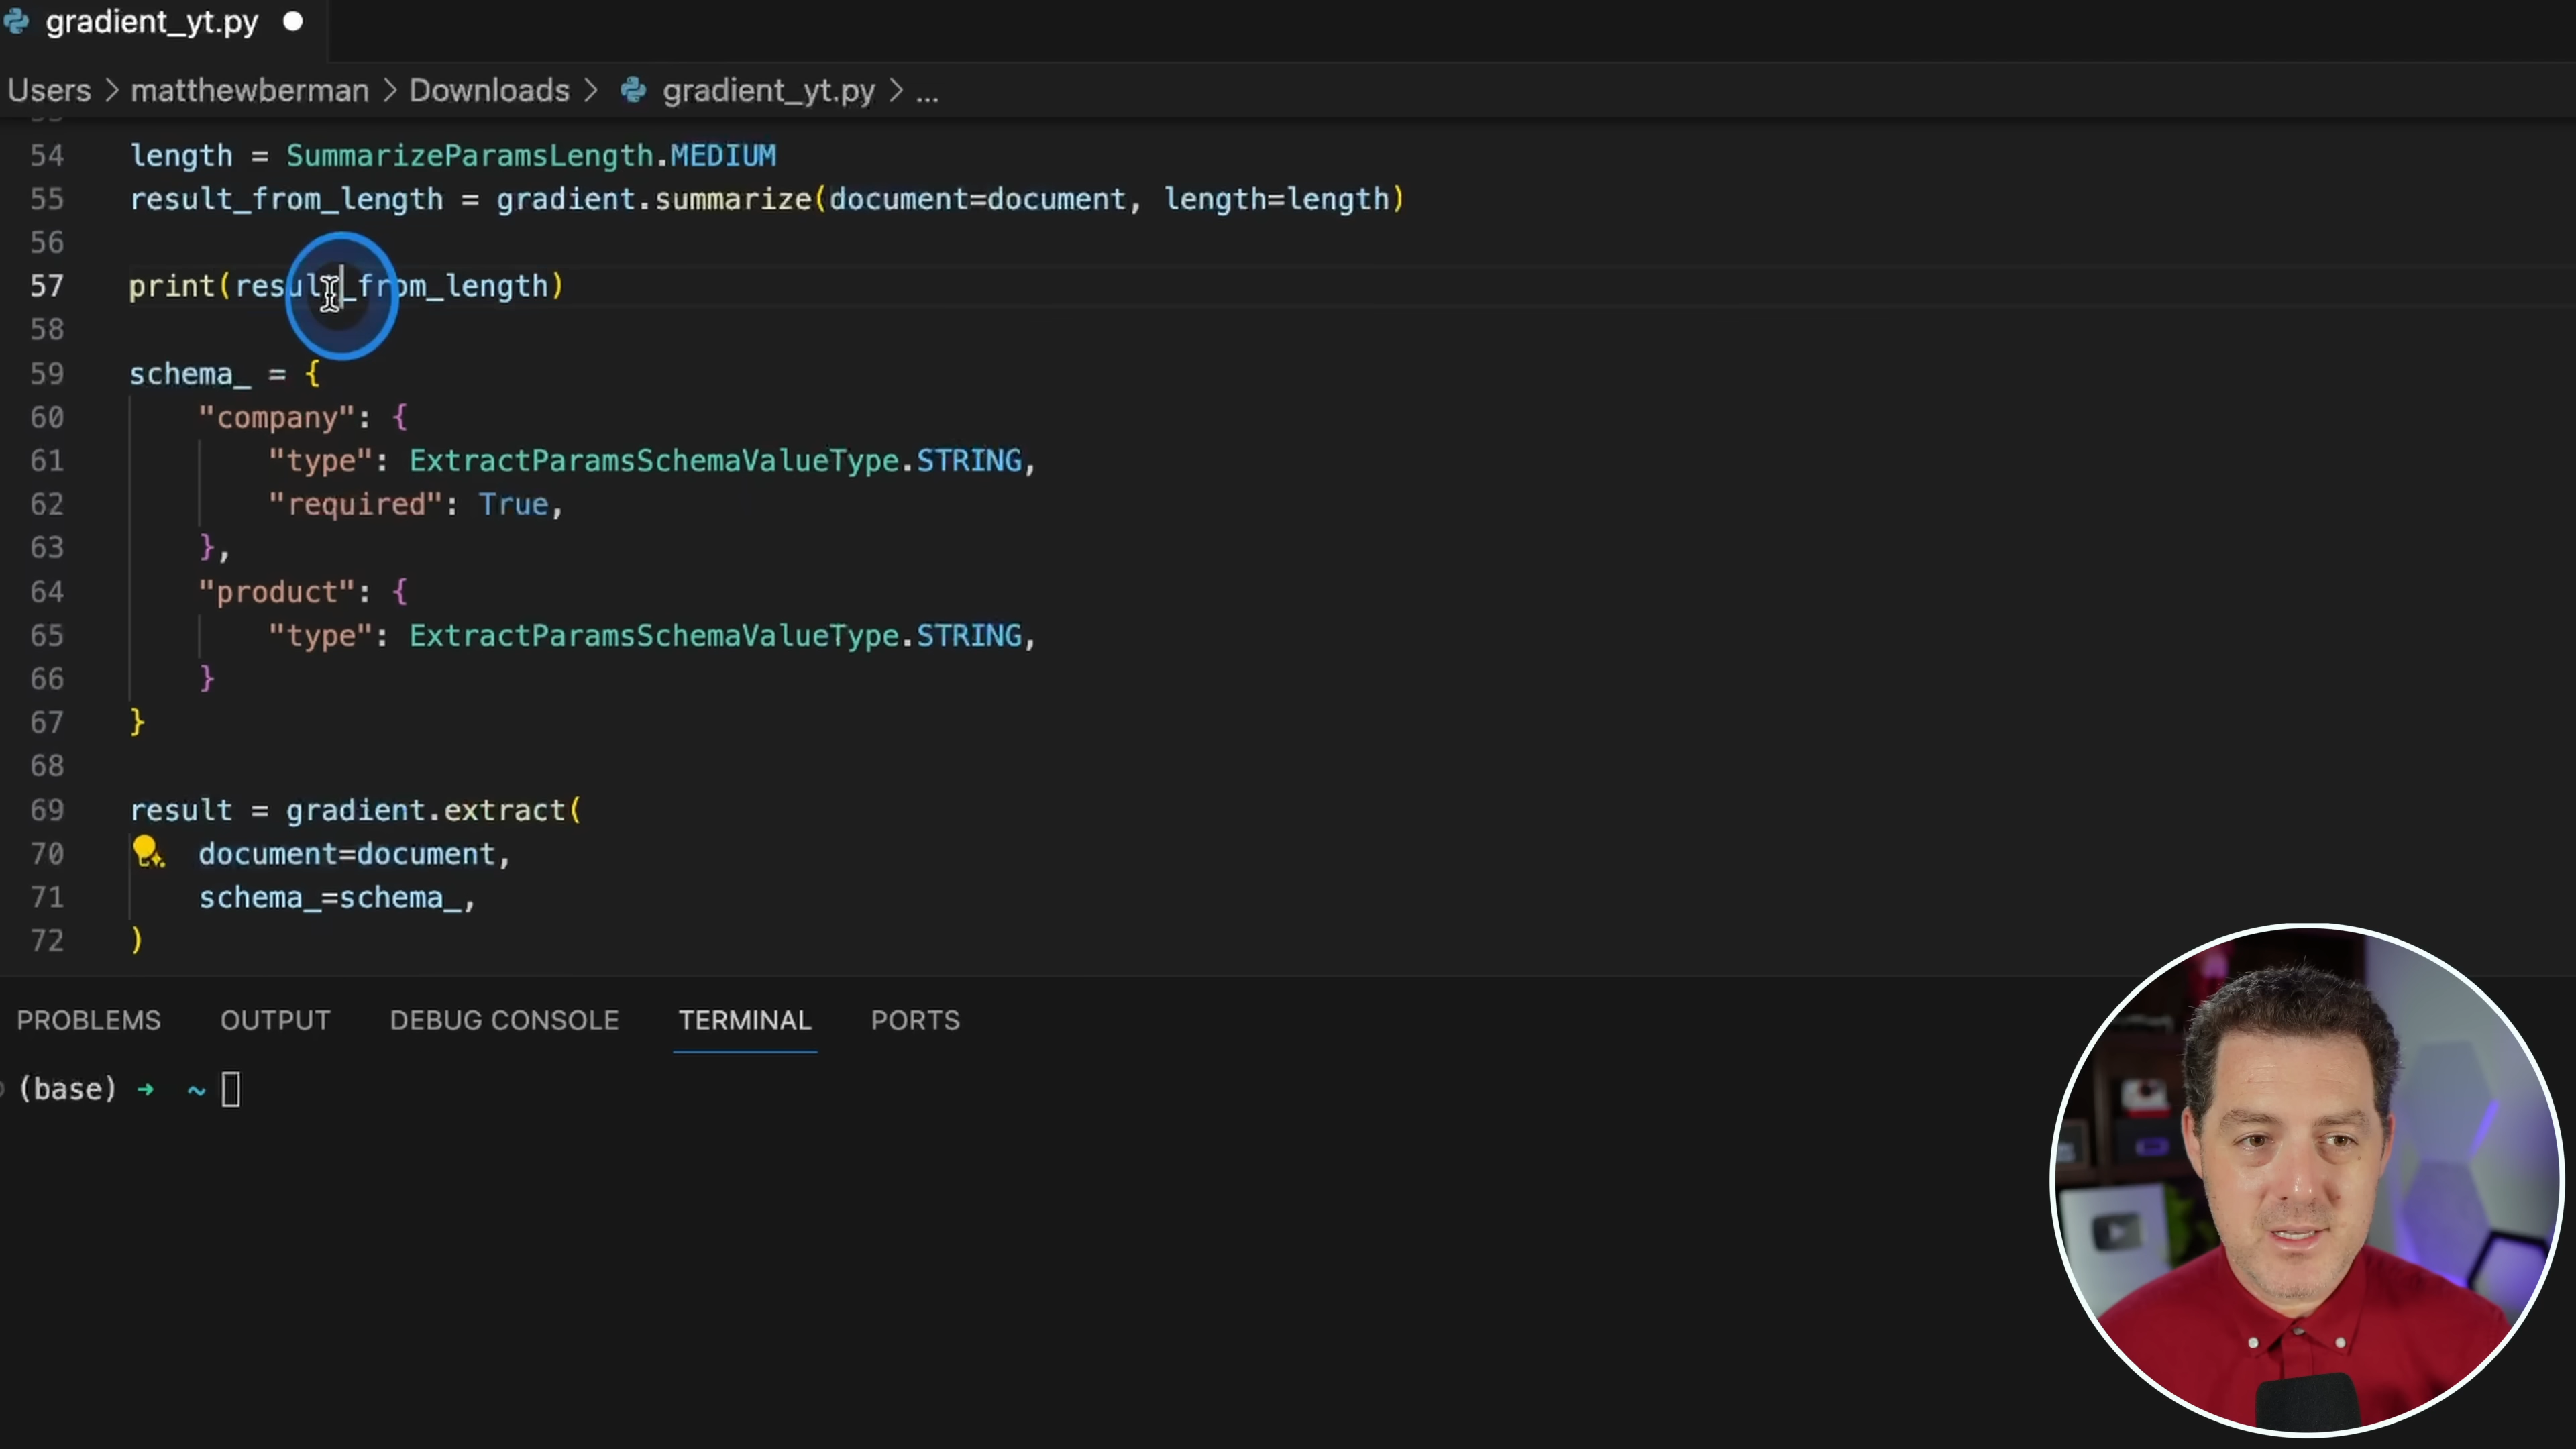 gradient_yt.py
Users > matthewberman > Downloads > gradient_yt.py > ...
54 length = SummarizeParamsLength.MEDIUM
55 result_from_length = gradient.summarize(document=document, length=length)
56
57 print(result_from_length)
58
59 schema_ = {
60 "company": {
61 "type": ExtractParamsSchemaValueType.STRING,
62 "required": True,
63 },
64 "product": {
65 "type": ExtractParamsSchemaValueType.STRING,
66 }
67 }
68
69 result = gradient.extract(
70 document=document,
71 schema_=schema_,
72 )
PROBLEMS OUTPUT DEBUG CONSOLE TERMINAL PORTS
(base) → ~